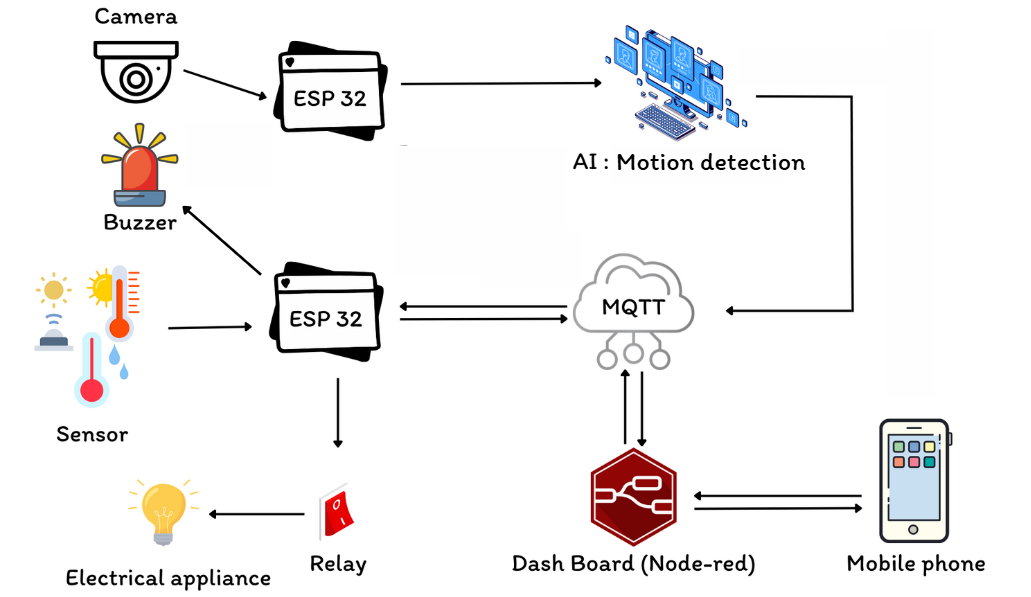 Camera
ESP 32
AI : Motion detection
Buzzer
ESP 32
MQTT
Sensor
Relay
Dash Board (Node-red)
Mobile phone
Electrical appliance